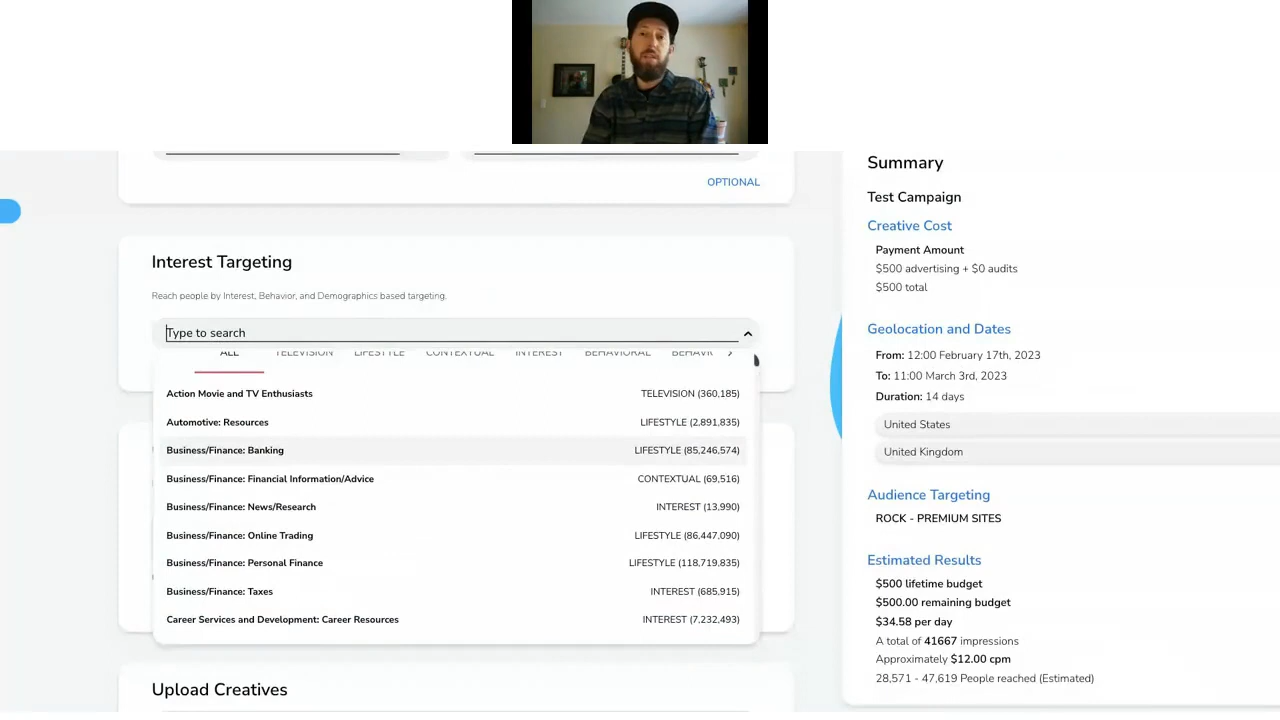 OPTIONAL
Interest Targeting
Reach people by Interest, Behavior, and Demographics based targeting.
Type to search
ALL TELEVISION LIFESTYLE CONTEXTUAL INTEREST BEHAVIORAL BEHAVIR
Action Movie and TV Enthusiasts TELEVISION (360,185)
Automotive: Resources LIFESTYLE (2,891,835)
Business/Finance: Banking LIFESTYLE (85,246,574)
Business/Finance: Financial Information/Advice CONTEXTUAL (69,516)
Business/Finance: News/Research INTEREST (13,990)
Business/Finance: Online Trading LIFESTYLE (86,447,090)
Business/Finance: Personal Finance LIFESTYLE (118,719,835)
Business/Finance: Taxes INTEREST (685,915)
Career Services and Development: Career Resources INTEREST (7,232,493)
Upload Creatives
Summary
Test Campaign
Creative Cost
Payment Amount
$500 advertising + $0 audits
$500 total
Geolocation and Dates
From: 12:00 February 17th, 2023
To: 11:00 March 3rd, 2023
Duration: 14 days
United States
United Kingdom
Audience Targeting
ROCK - PREMIUM SITES
Estimated Results
$500 lifetime budget
$500.00 remaining budget
$34.58 per day
A total of 41667 impressions
Approximately $12.00 cpm
28,571 - 47,619 People reached (Estimated)